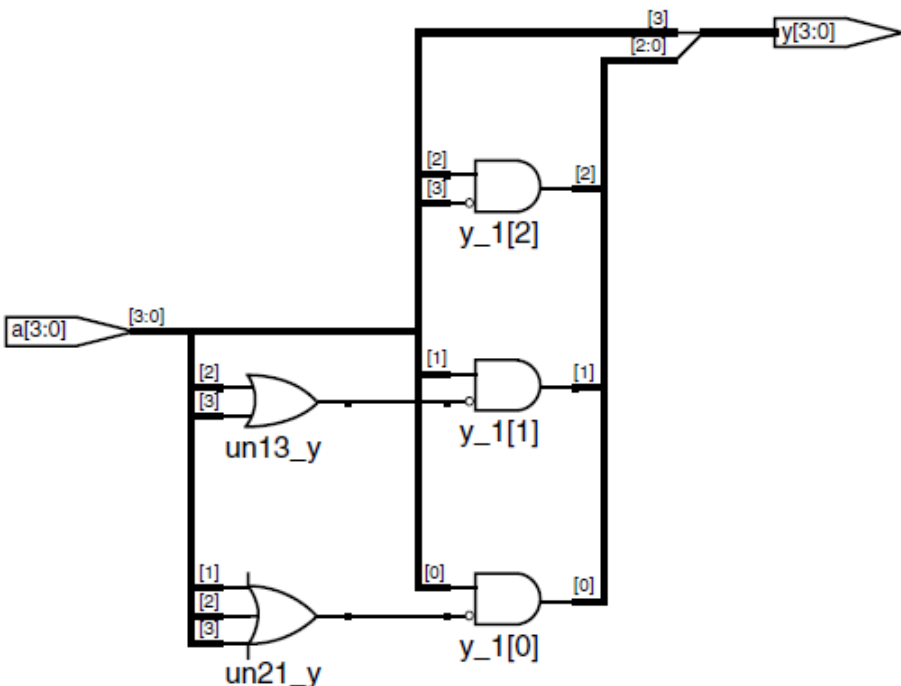 [3]
y[3:0]
[2:0]
[2]
[3]
[2]
y_1[2]
a[3:0]
[3:0]
[1]
[1]
[2]
[3]
un13_y
y_1[1]
[1]
[2]
[3]
[0]
[0]
un21_y
y_1[0]